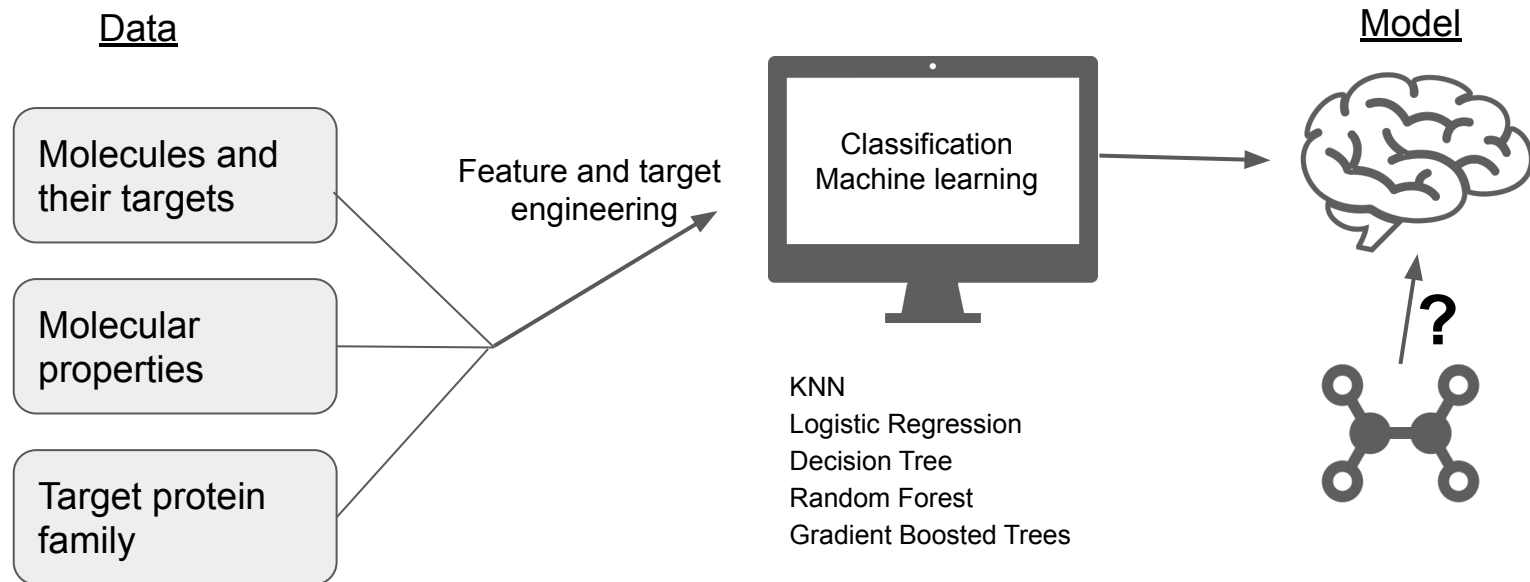 Data
Model
Molecules and
their targets
Molecular
properties
Target protein
family
Feature and target
engineering
Classification
Machine learning
KNN
Logistic Regression
Decision Tree
Random Forest
Gradient Boosted Trees
?